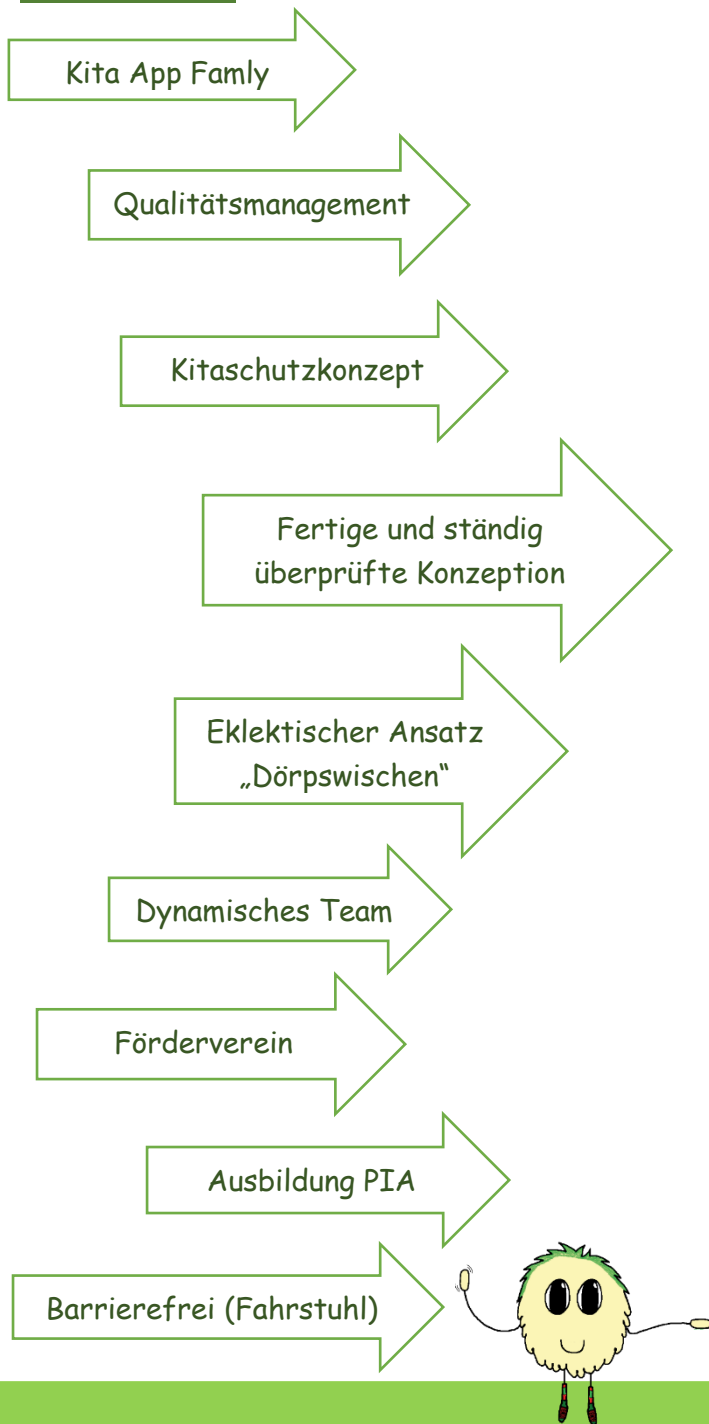 Kita App Famly
Qualitätsmanagement
Kitaschutzkonzept
Fertige und ständig
überprüfte Konzeption
Eklektischer Ansatz
„Dörpswischen“
Dynamisches Team
Förderverein
Ausbildung PIA
Barrierefrei (Fahrstuhl)